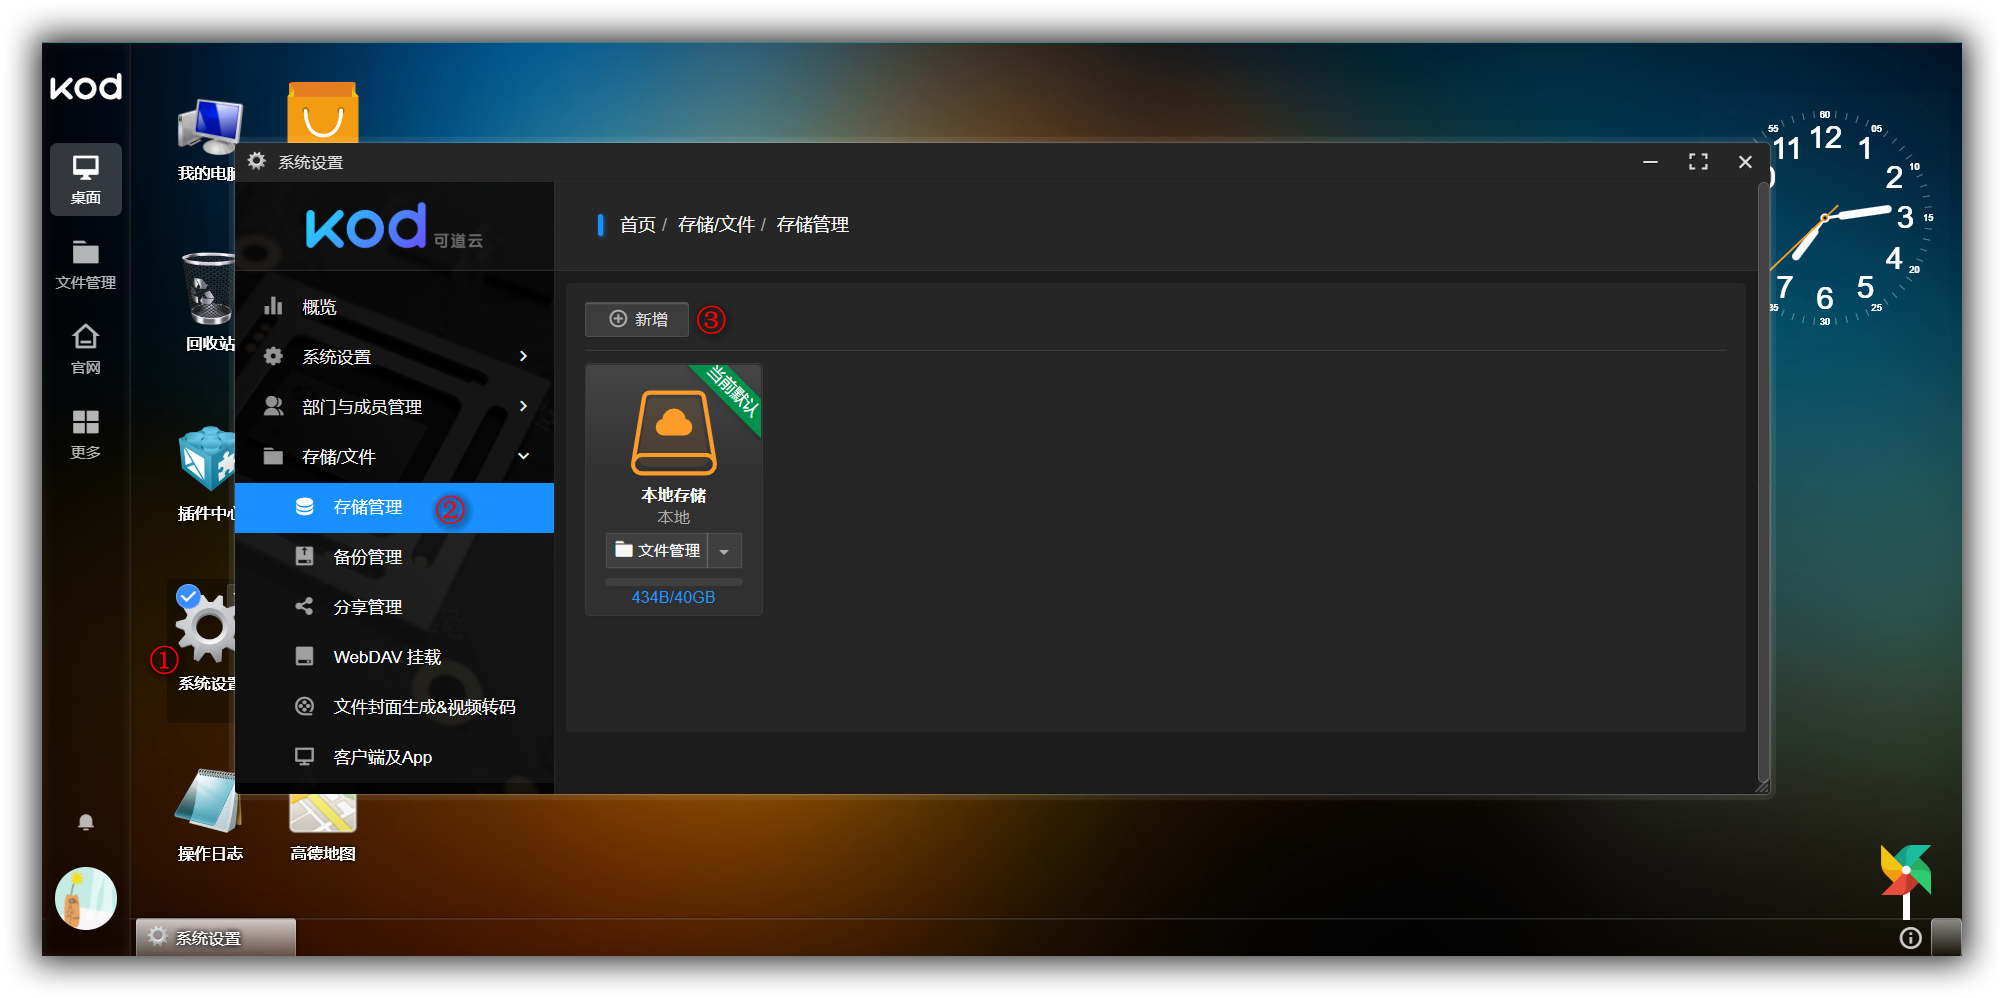 kod
桌面
文件管理
官网
更多
我的电脑
回收站
插件中心
①
系统设置
操作日志
高德地图
系统设置
kod 可道云
概览
系统设置
部门与成员管理
存储/文件
存储管理 ②
备份管理
分享管理
WebDAV 挂载
文件封面生成&视频转码
客户端及App
首页 / 存储/文件 / 存储管理
新增 ③
当前默认
本地存储
本地
文件管理
434B/40GB
60
55
05
11 12 1
2 10
3 15
4 20
7 6 5
35 30 25
系统设置